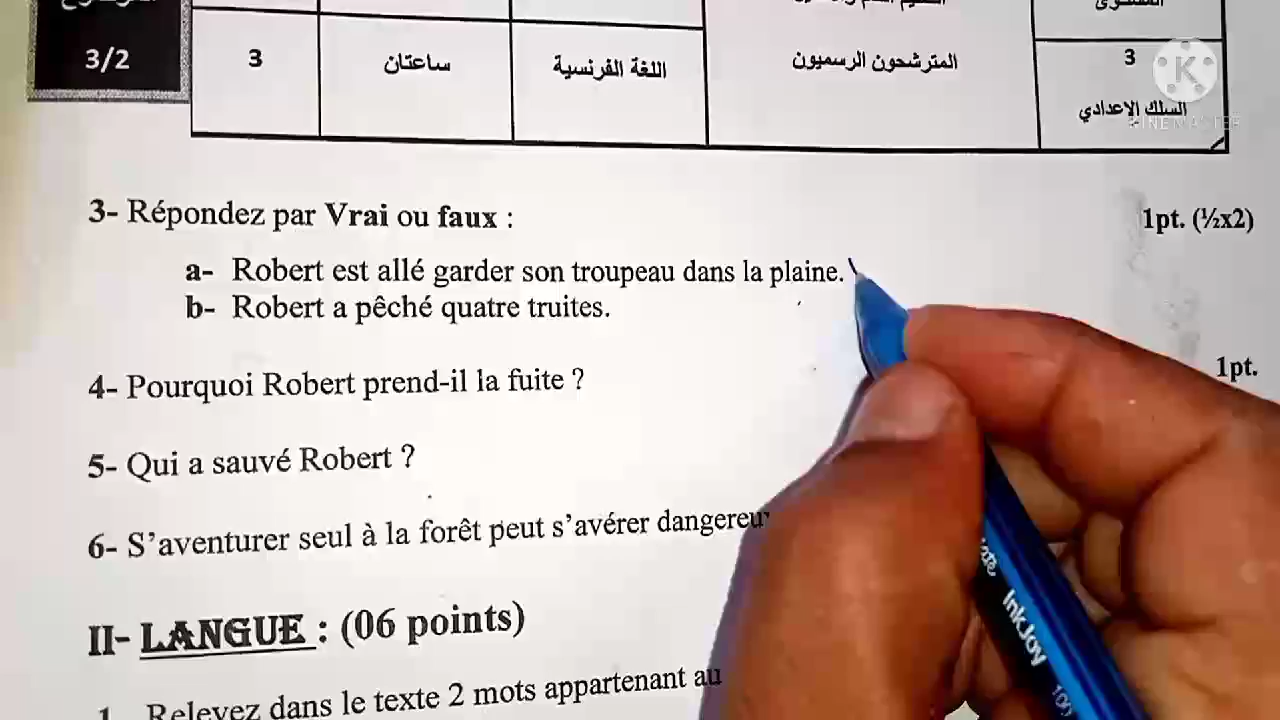 3/2
3
ساعتان
اللغة الفرنسية
المترشحون الرسميون
3
السلك الإعدادي
K
KINEMASTER
3- Répondez par Vrai ou faux :
1pt. (½x2)
a- Robert est allé garder son troupeau dans la plaine.
b- Robert a pêché quatre truites.
4- Pourquoi Robert prend-il la fuite ?
1pt.
5- Qui a sauvé Robert ?
6- S’aventurer seul à la forêt peut s’avérer
II- LANGUE : (06 points)
Relevez dans le texte 2 mots appartenant au
InkJoy
100